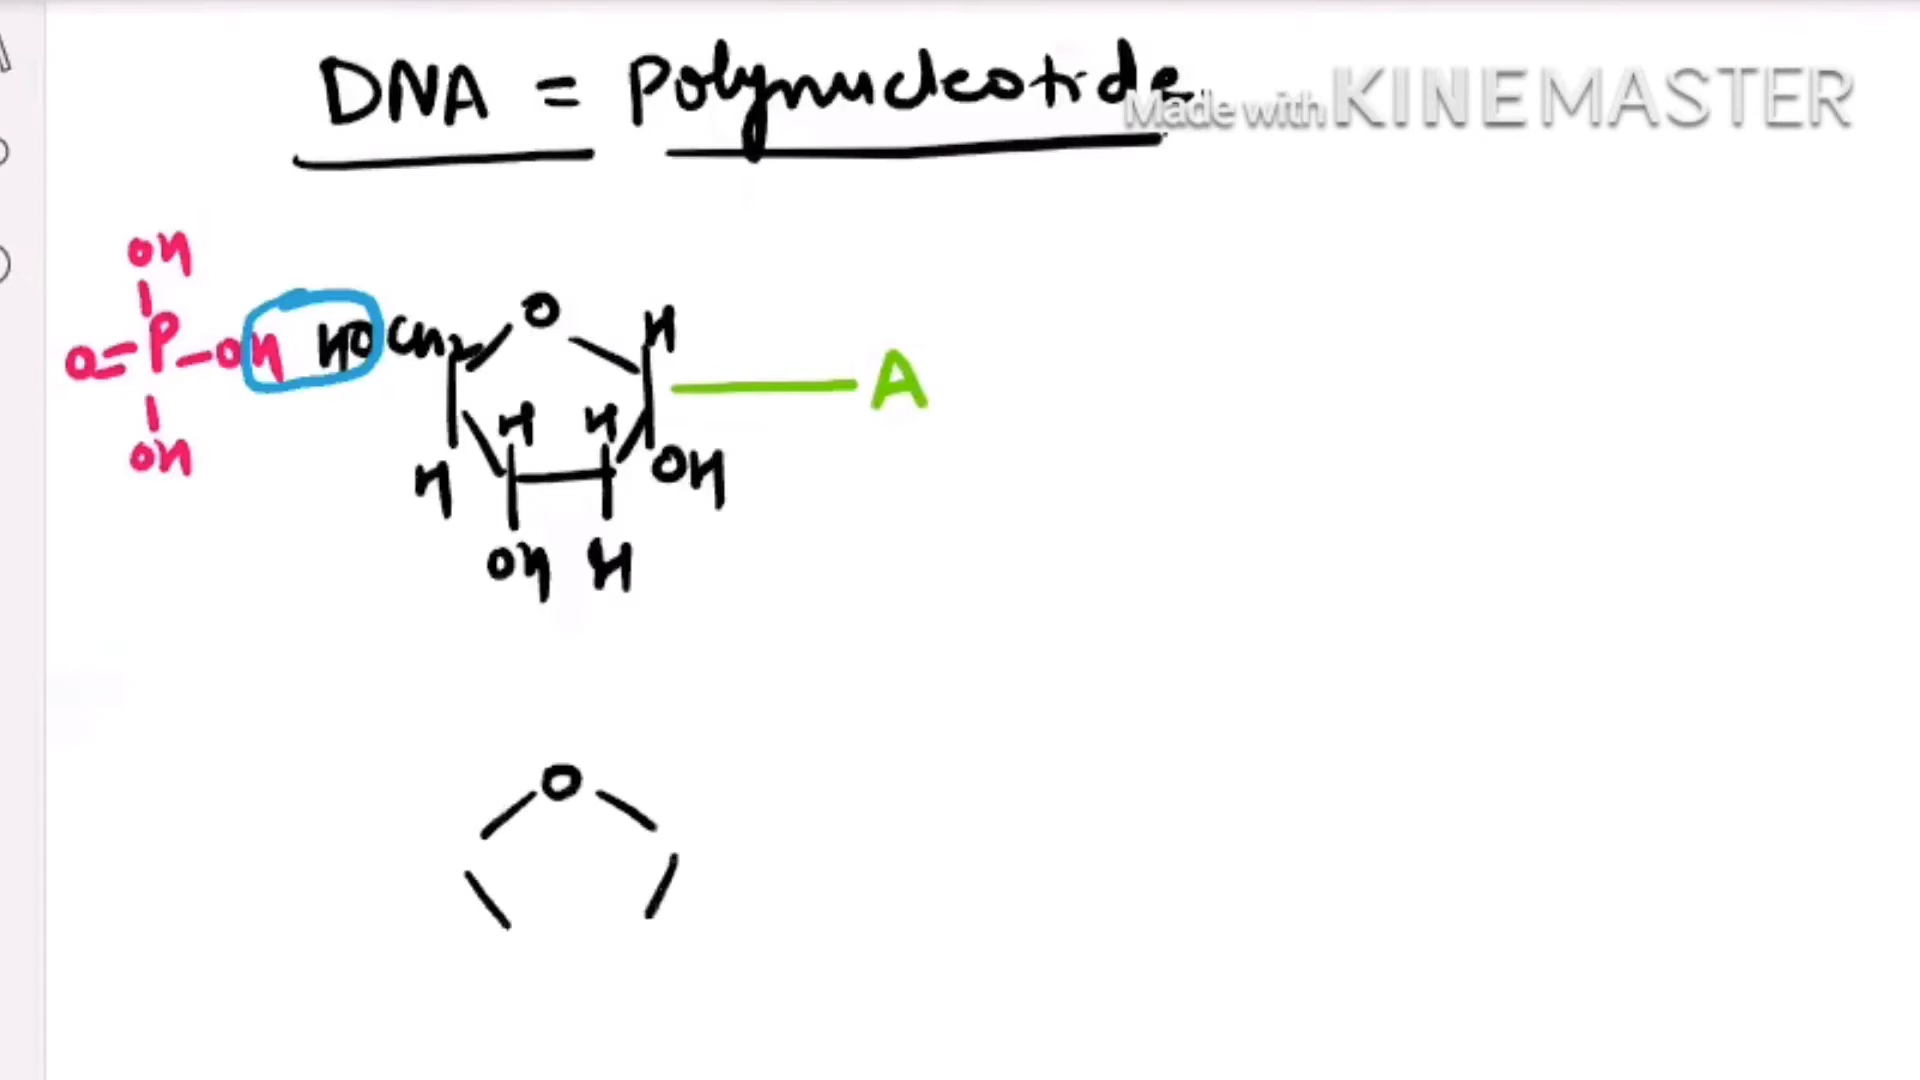 DNA = Polynucleotide
Made with KINEMASTER
OH
O=P-OH HOCH2 O H
A
H H
OH H OH
OH H
O